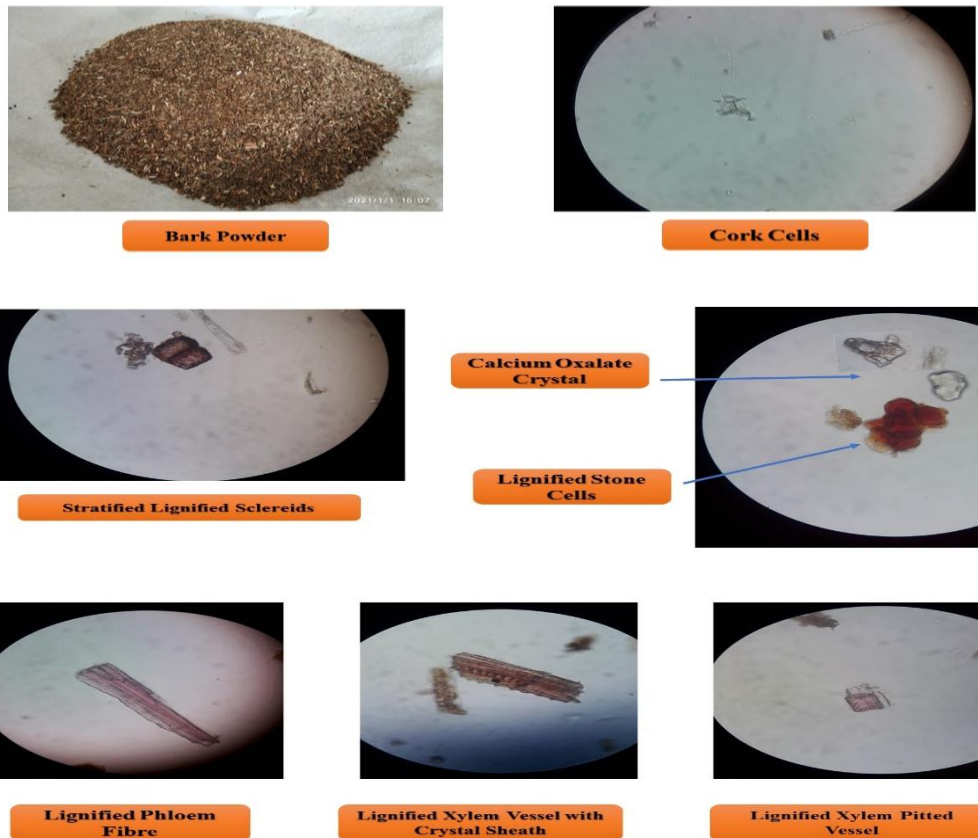 2021/1/1 16:07
Bark Powder
Cork Cells
Calcium Oxalate
Crystal
Lignified Stone
Cells
Stratified Lignified Sclereids
Lignified Phloem
Fibre
Lignified Xylem Vessel with
Crystal Sheath
Lignified Xylem Pitted
Vessel